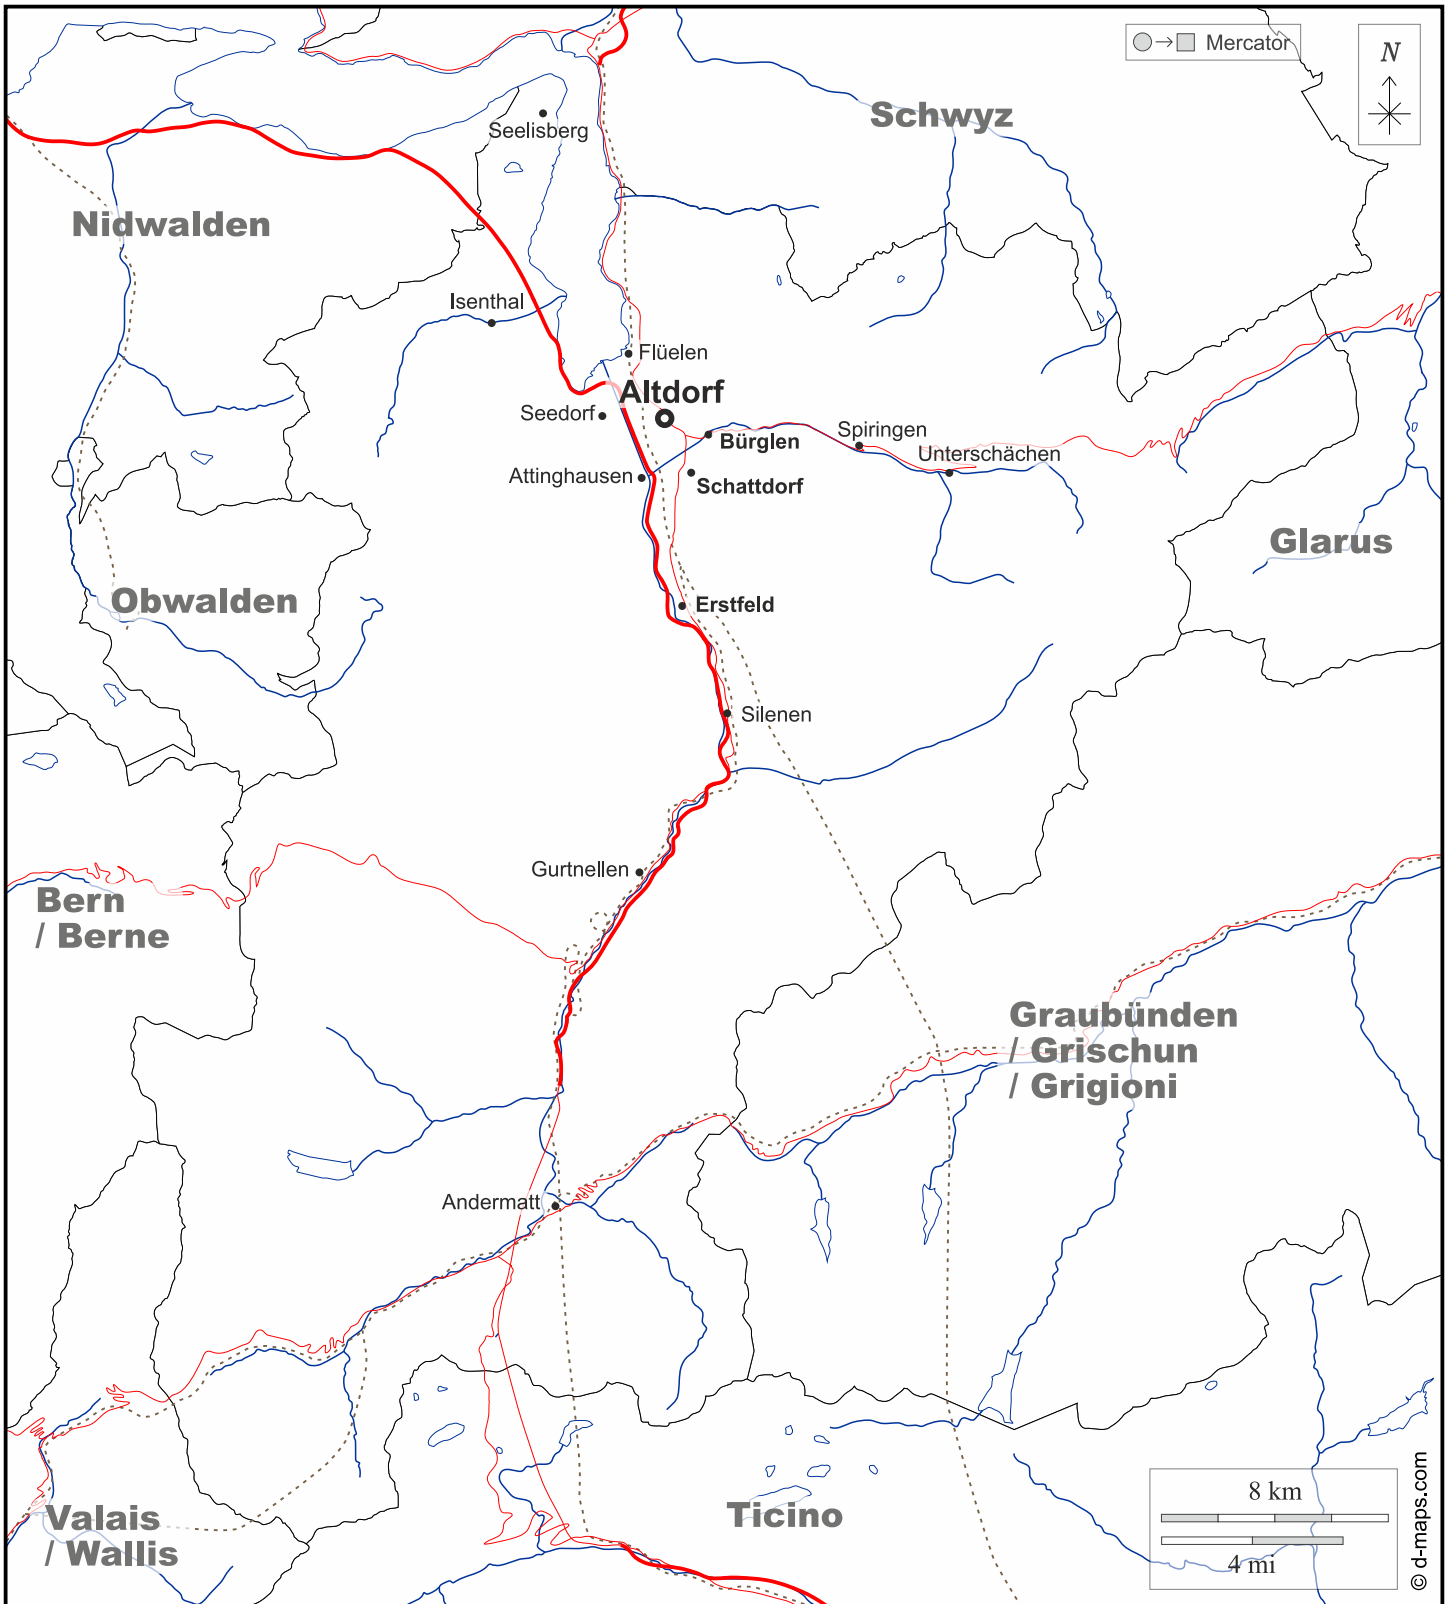 Mercator
N
Schwyz
Seelisberg
Nidwalden
Isenthal
Flüelen
Altdorf
Seedorf
Bürglen
Spiringen
Unterschächen
Attinghausen
Schattdorf
Glarus
Obwalden
Erstfeld
Silenen
Gurtnellen
Bern
/ Berne
Graubünden
/ Grischun
/ Grigioni
Andermatt
Valais
/ Wallis
Ticino
8 km
4 mi
© d-maps.com